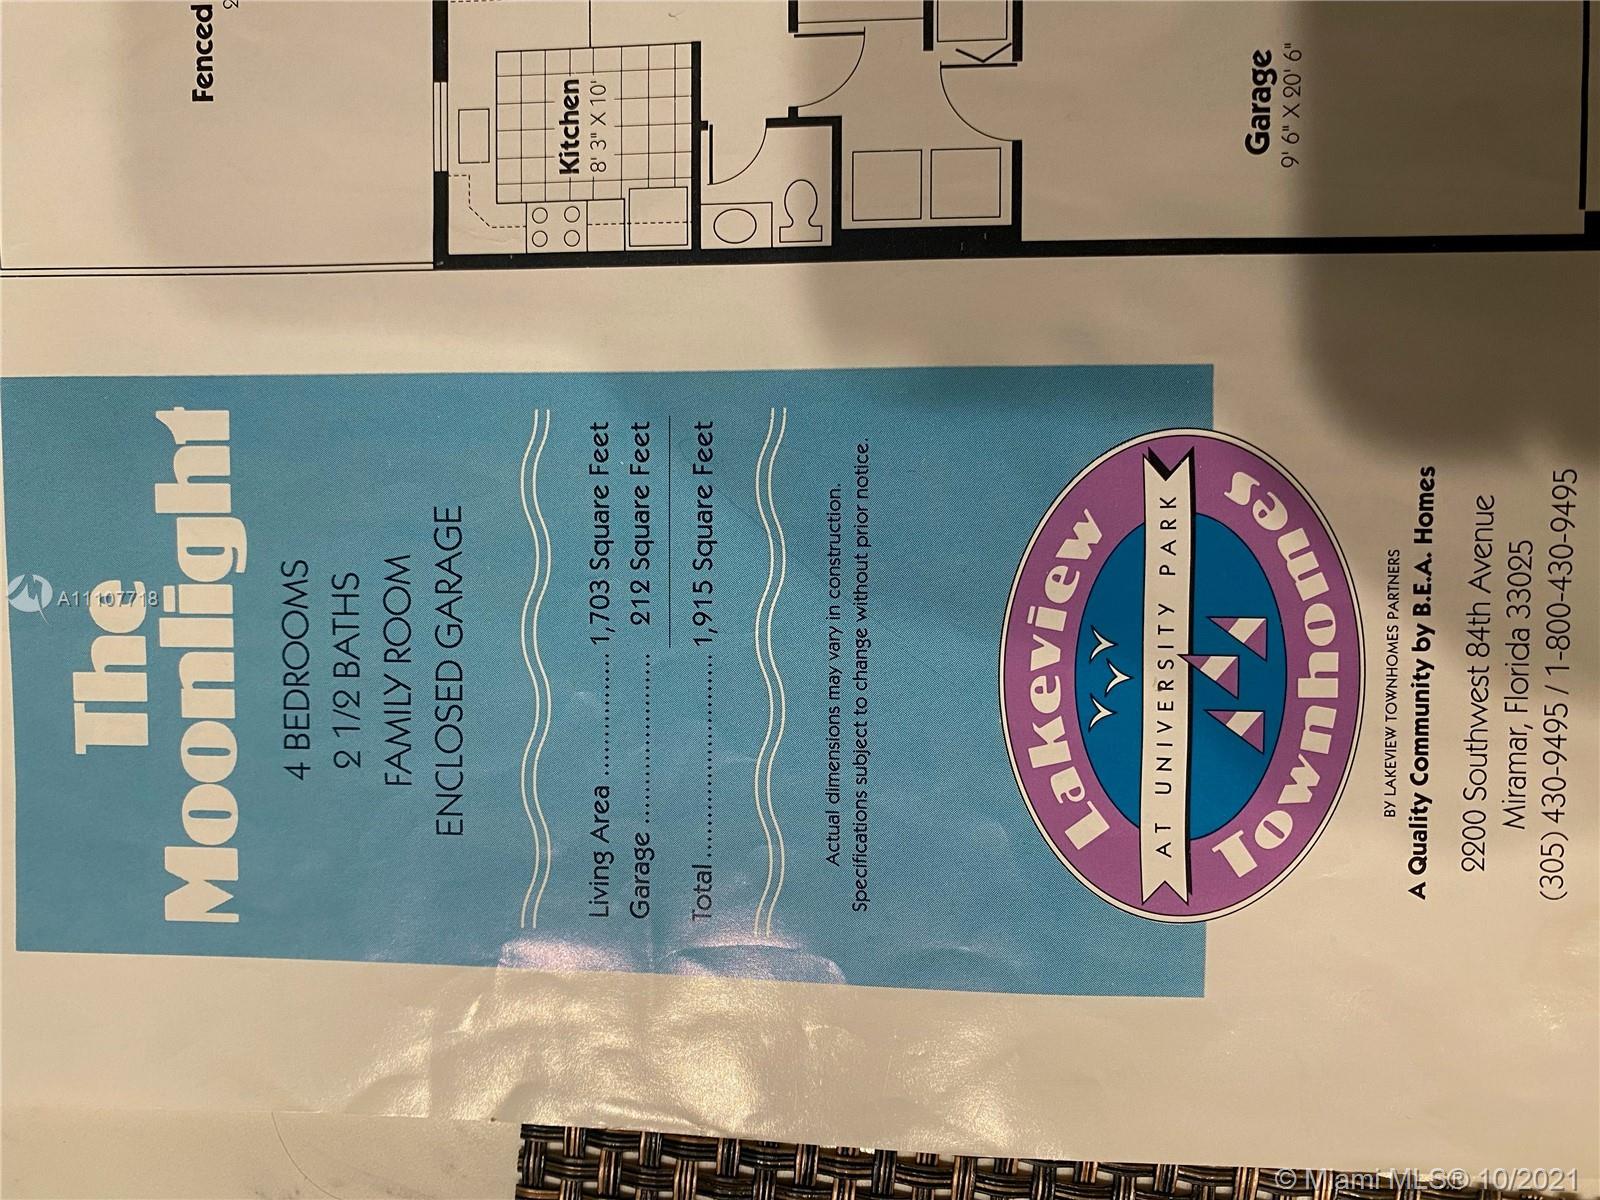 The
Moonlight
4 BEDROOMS
2 1/2 BATHS
FAMILY ROOM
ENCLOSED GARAGE
Living Area .................. 1,703 Square Feet
Garage ........................ 212 Square Feet
Total ........................... 1,915 Square Feet
Actual dimensions may vary in construction.
Specifications subject to change without prior notice.
Lakeview
AT UNIVERSITY PARK
Townhomes
BY LAKEVIEW TOWNHOMES PARTNERS
A Quality Community by B.E.A. Homes
2200 Southwest 84th Avenue
Miramar, Florida 33025
(305) 430-9495 / 1-800-430-9495
Fenced
Kitchen
8' 3" X 10'
Garage
9' 6" X 20' 6"
A11107718
© Miami MLS® 10/2021